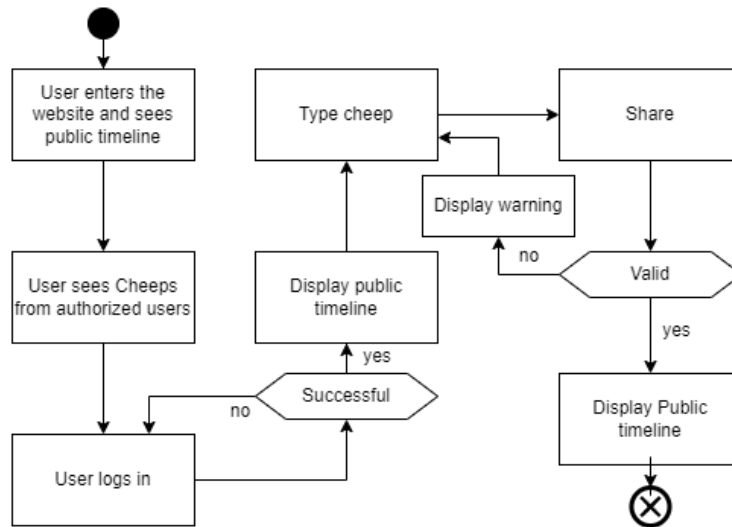 User enters the
website and sees
public timeline
User sees Cheeps
from authorized users
User logs in
no
Successful
yes
Display public
timeline
Type cheep
Share
Valid
no
Display warning
yes
Display Public
timeline